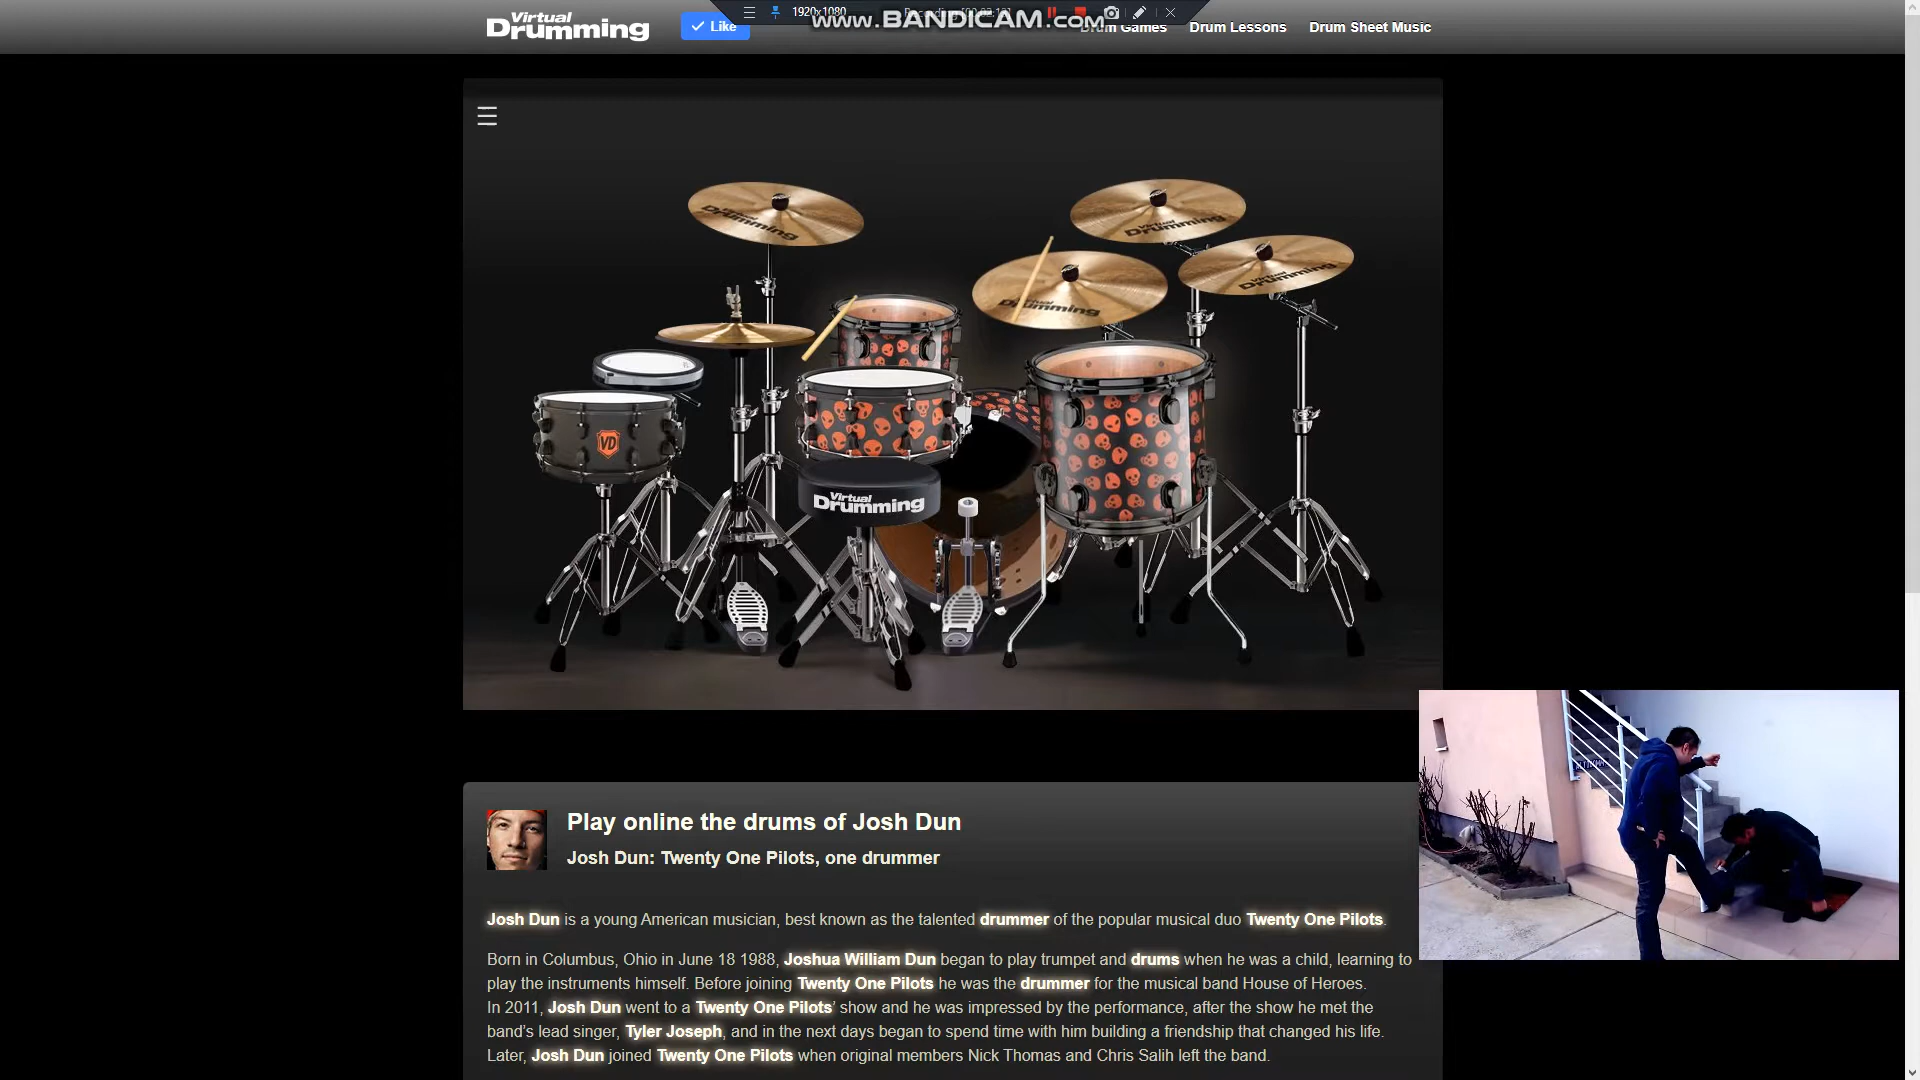 Virtual
Drumming
Like
1920x1080
www.BANDICAM.com
Drum Games
Drum Lessons
Drum Sheet Music
Virtual
Drumming
Virtual
Drumming
Virtual
Drumming
Virtual
Drumming
VD
Virtual
Drumming
Play online the drums of Josh Dun
Josh Dun: Twenty One Pilots, one drummer
Josh Dun is a young American musician, best known as the talented drummer of the popular musical duo Twenty One Pilots.
Born in Columbus, Ohio in June 18 1988, Joshua William Dun began to play trumpet and drums when he was a child, learning to
play the instruments himself. Before joining Twenty One Pilots he was the drummer for the musical band House of Heroes.
In 2011, Josh Dun went to a Twenty One Pilots' show and he was impressed by the performance, after the show he met the
band's lead singer, Tyler Joseph, and in the next days began to spend time with him building a friendship that changed his life.
Later, Josh Dun joined Twenty One Pilots when original members Nick Thomas and Chris Salih left the band.